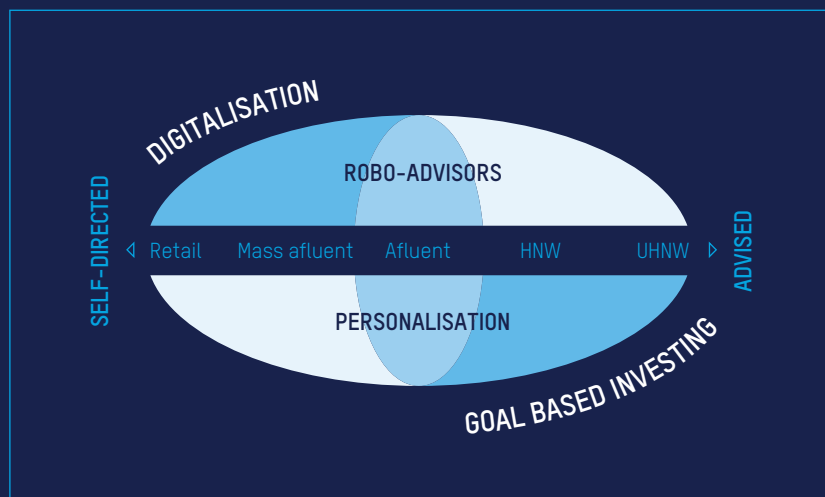 DIGITALISATION
ROBO-ADVISORS
SELF-DIRECTED
Retail Mass afluent Afluent HNW UHNW
ADVISED
PERSONALISATION
GOAL BASED INVESTING